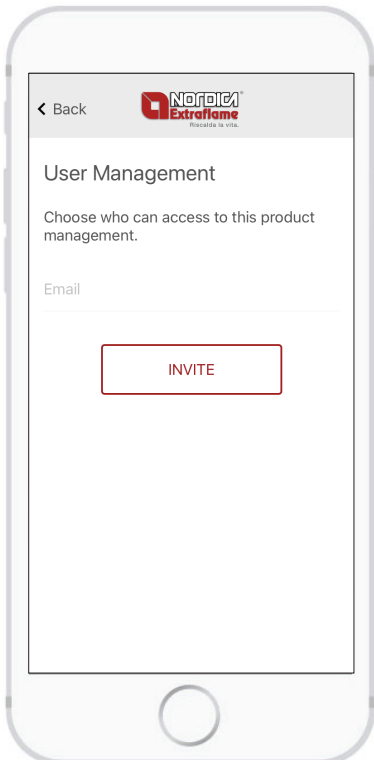 Back
NORDICA®
Extraflame
Riscalda la vita.
User Management
Choose who can access to this product
management.
Email
INVITE